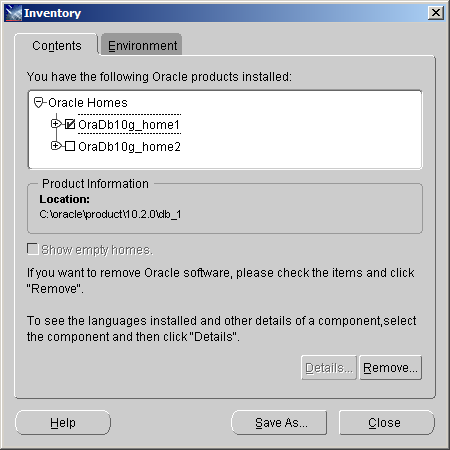 Inventory
Contents
Environment
You have the following Oracle products installed:
Oracle Homes
OraDb10g_home1
OraDb10g_home2
Product Information
Location:
C:\oracle\product\10.2.0\db_1
Show empty homes.
If you want to remove Oracle software, please check the items and click
"Remove".
To see the languages installed and other details of a component,select
the component and then click "Details".
Details... Remove...
Help Save As... Close